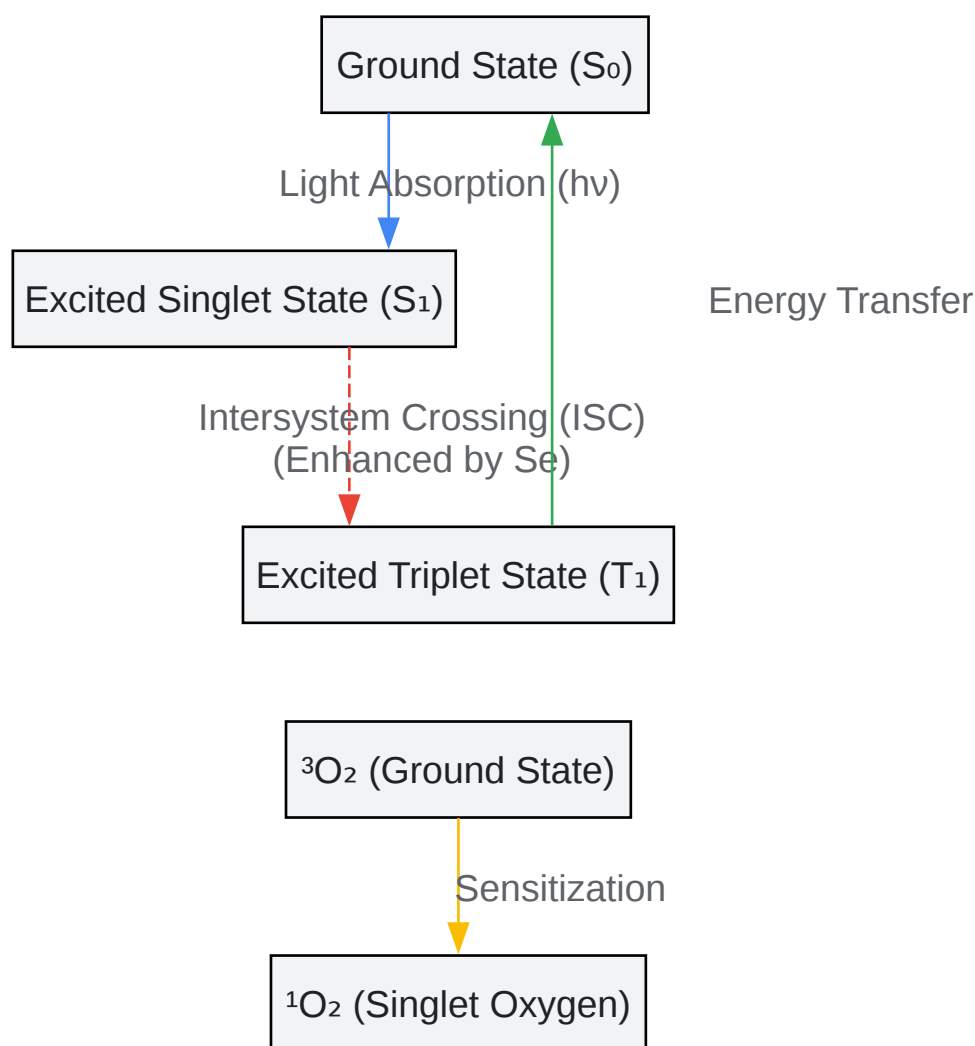 Ground State (S₀)
Light Absorption (hν)
Excited Singlet State (S₁)
Energy Transfer
Intersystem Crossing (ISC)
(Enhanced by Se)
Excited Triplet State (T₁)
³O₂ (Ground State)
Sensitization
¹O₂ (Singlet Oxygen)